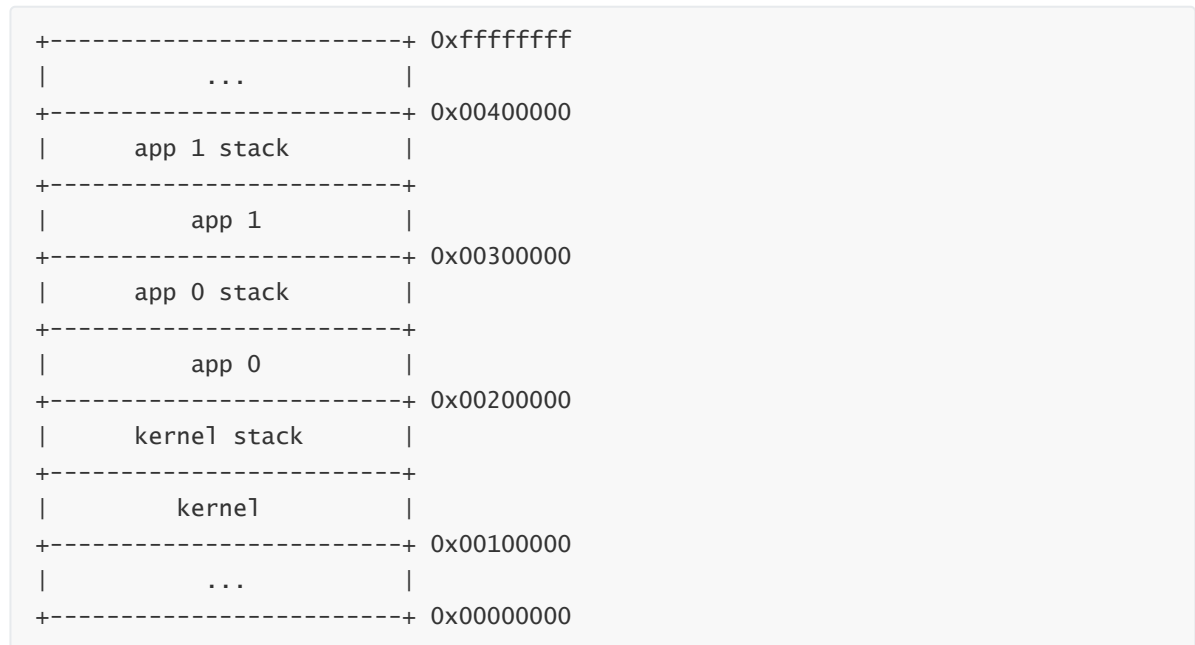 +-------------------------+ 0xffffffff
|           ...           |
+-------------------------+ 0x00400000
|      app 1 stack        |
+-------------------------+
|          app 1          |
+-------------------------+ 0x00300000
|      app 0 stack        |
+-------------------------+
|          app 0          |
+-------------------------+ 0x00200000
|      kernel stack       |
+-------------------------+
|         kernel          |
+-------------------------+ 0x00100000
|           ...           |
+-------------------------+ 0x00000000